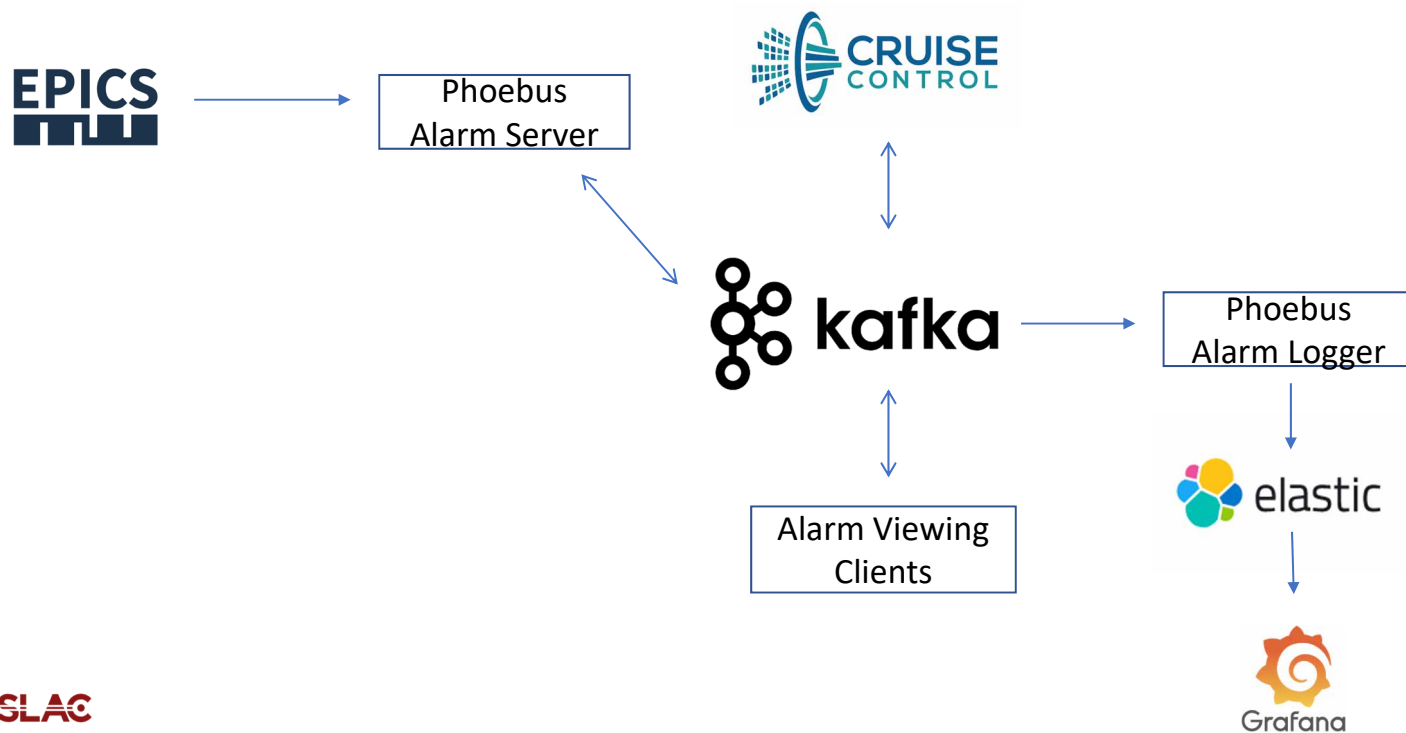 EPICS
Phoebus
Alarm Server
CRUISE
CONTROL
kafka
Phoebus
Alarm Logger
Alarm Viewing
Clients
elastic
Grafana
SLAC